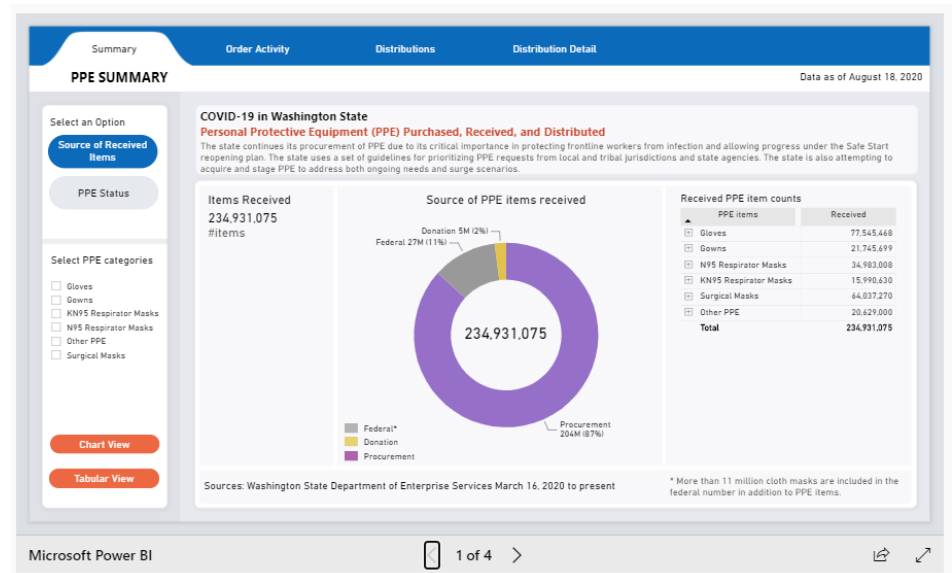 Summary
Order Activity
Distributions
Distribution Detail
PPE SUMMARY
Data as of August 18, 2020
Select an Option
Source of Received
Items
PPE Status
Select PPE categories
Gloves
Gowns
KN95 Respirator Masks
N95 Respirator Masks
Other PPE
Surgical Masks
Chart View
Tabular View
COVID-19 in Washington State
Personal Protective Equipment (PPE) Purchased, Received, and Distributed
The state continues its procurement of PPE due to its critical importance in protecting frontline workers from infection and allowing progress under the Safe Start
reopening plan. The state uses a set of guidelines for prioritizing PPE requests from local and tribal jurisdictions and state agencies. The state is also attempting to
acquire and stage PPE to address both ongoing needs and surge scenarios.
Items Received
234,931,075
#items
Source of PPE items received
Donation 5M (2%)
Federal 27M (11%)
234,931,075
Procurement
204M (87%)
Federal*
Donation
Procurement
Received PPE item counts
PPE items Received
Gloves 77,545,468
Gowns 21,745,699
N95 Respirator Masks 34,983,008
KN95 Respirator Masks 15,990,630
Surgical Masks 64,037,270
Other PPE 20,629,000
Total 234,931,075
Sources: Washington State Department of Enterprise Services March 16, 2020 to present
* More than 11 million cloth masks are included in the
federal number in addition to PPE items.
Microsoft Power BI
1 of 4